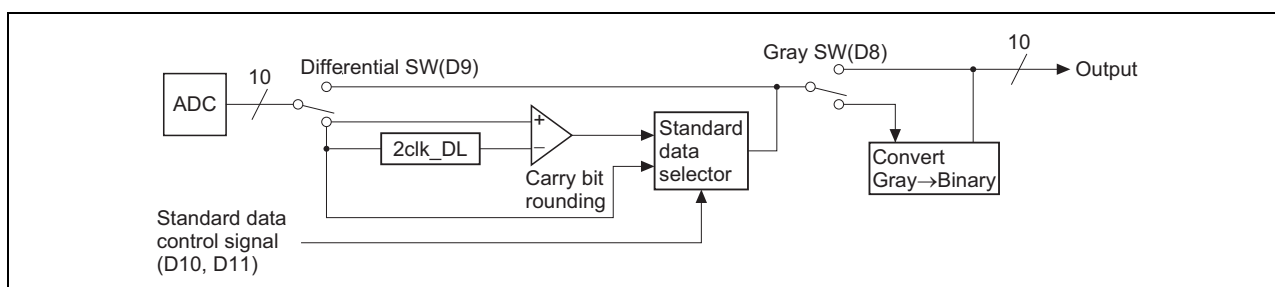 10
Gray SW(D8)
10
Differential SW(D9)
Output
ADC
+
Standard
data
selector
2clk_DL
−
Convert
Gray→Binary
Carry bit
rounding
Standard data
control signal
(D10, D11)